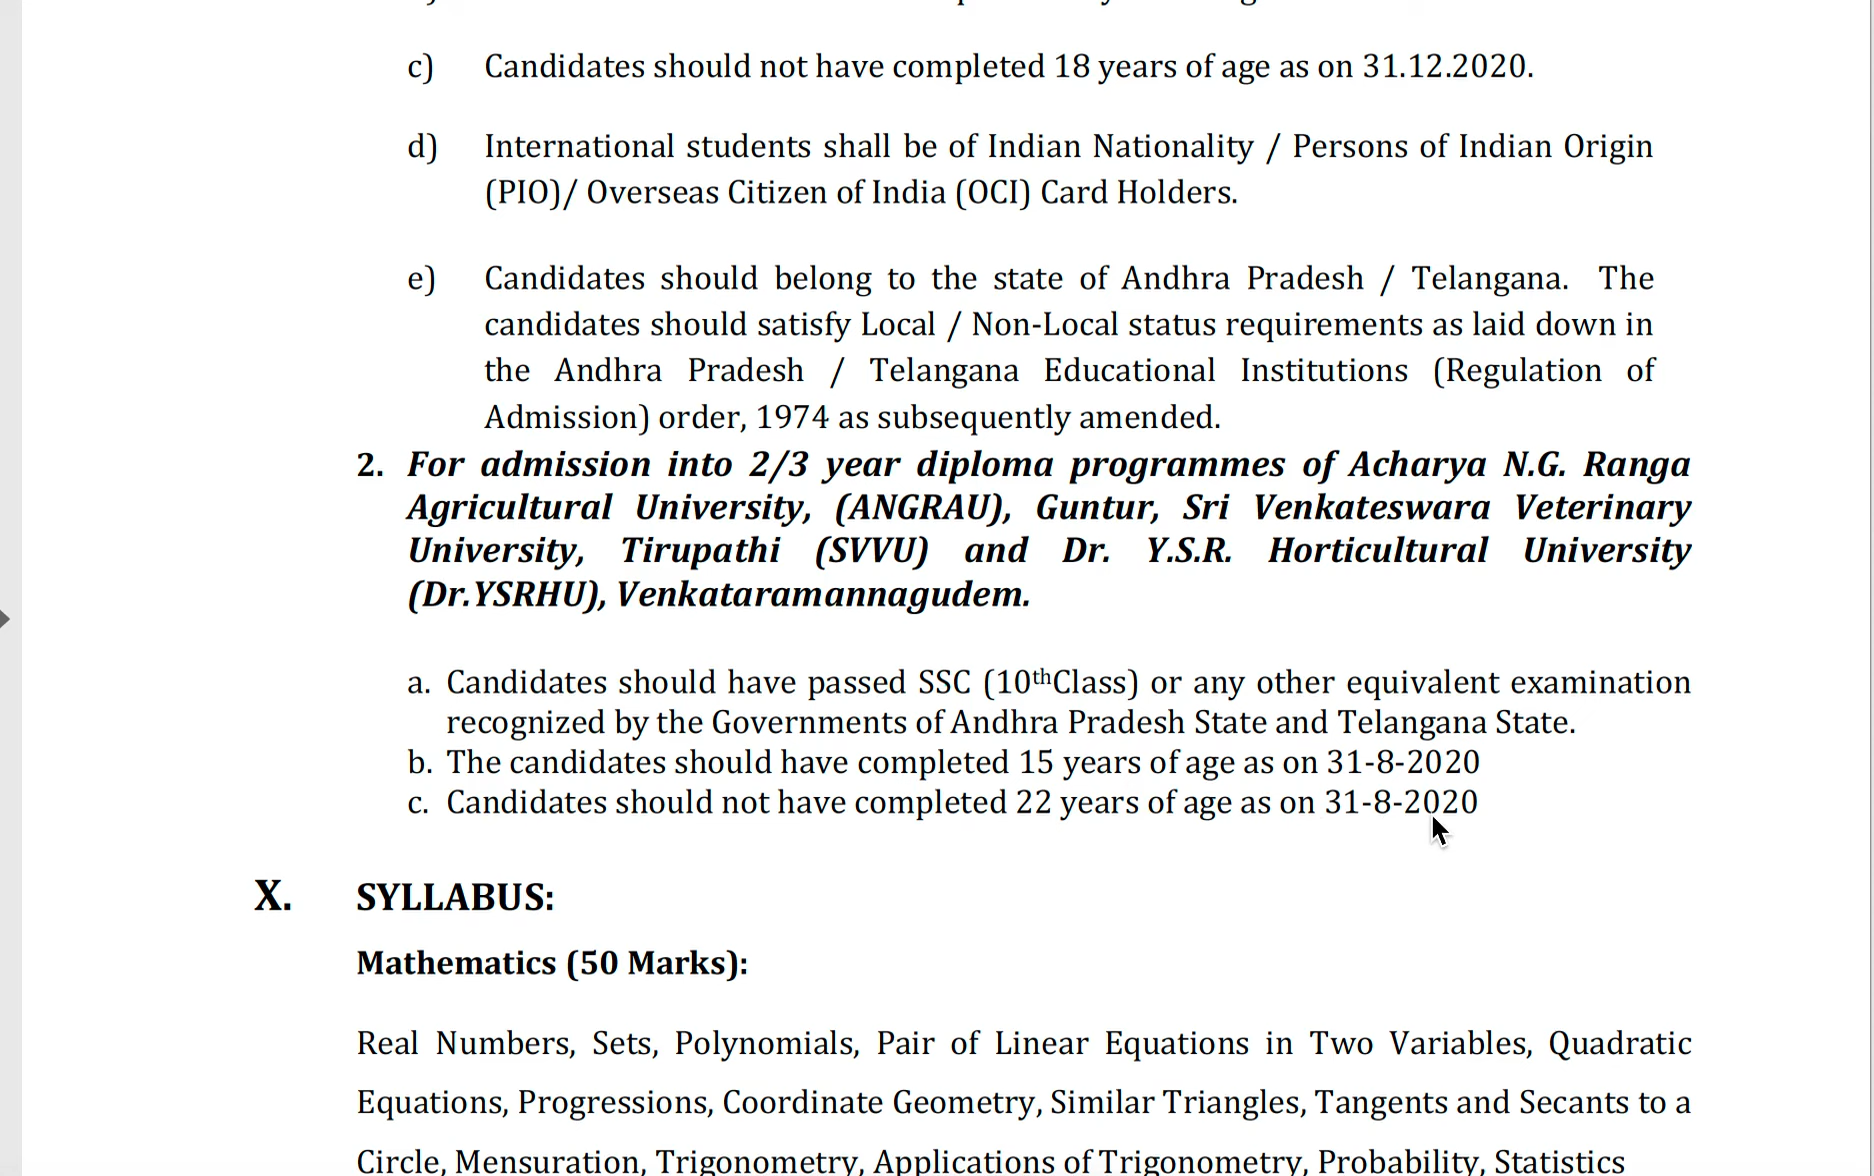 c) Candidates should not have completed 18 years of age as on 31.12.2020.
d) International students shall be of Indian Nationality / Persons of Indian Origin
(PIO)/ Overseas Citizen of India (OCI) Card Holders.
e) Candidates should belong to the state of Andhra Pradesh / Telangana. The
candidates should satisfy Local / Non-Local status requirements as laid down in
the Andhra Pradesh / Telangana Educational Institutions (Regulation of
Admission) order, 1974 as subsequently amended.
2. For admission into 2/3 year diploma programmes of Acharya N.G. Ranga
Agricultural University, (ANGRAU), Guntur, Sri Venkateswara Veterinary
University, Tirupathi (SVVU) and Dr. Y.S.R. Horticultural University
(Dr.YSRHU), Venkataramannagudem.
a. Candidates should have passed SSC (10thClass) or any other equivalent examination
recognized by the Governments of Andhra Pradesh State and Telangana State.
b. The candidates should have completed 15 years of age as on 31-8-2020
c. Candidates should not have completed 22 years of age as on 31-8-2020
X. SYLLABUS:
Mathematics (50 Marks):
Real Numbers, Sets, Polynomials, Pair of Linear Equations in Two Variables, Quadratic
Equations, Progressions, Coordinate Geometry, Similar Triangles, Tangents and Secants to a
Circle, Mensuration, Trigonometry, Applications of Trigonometry, Probability, Statistics